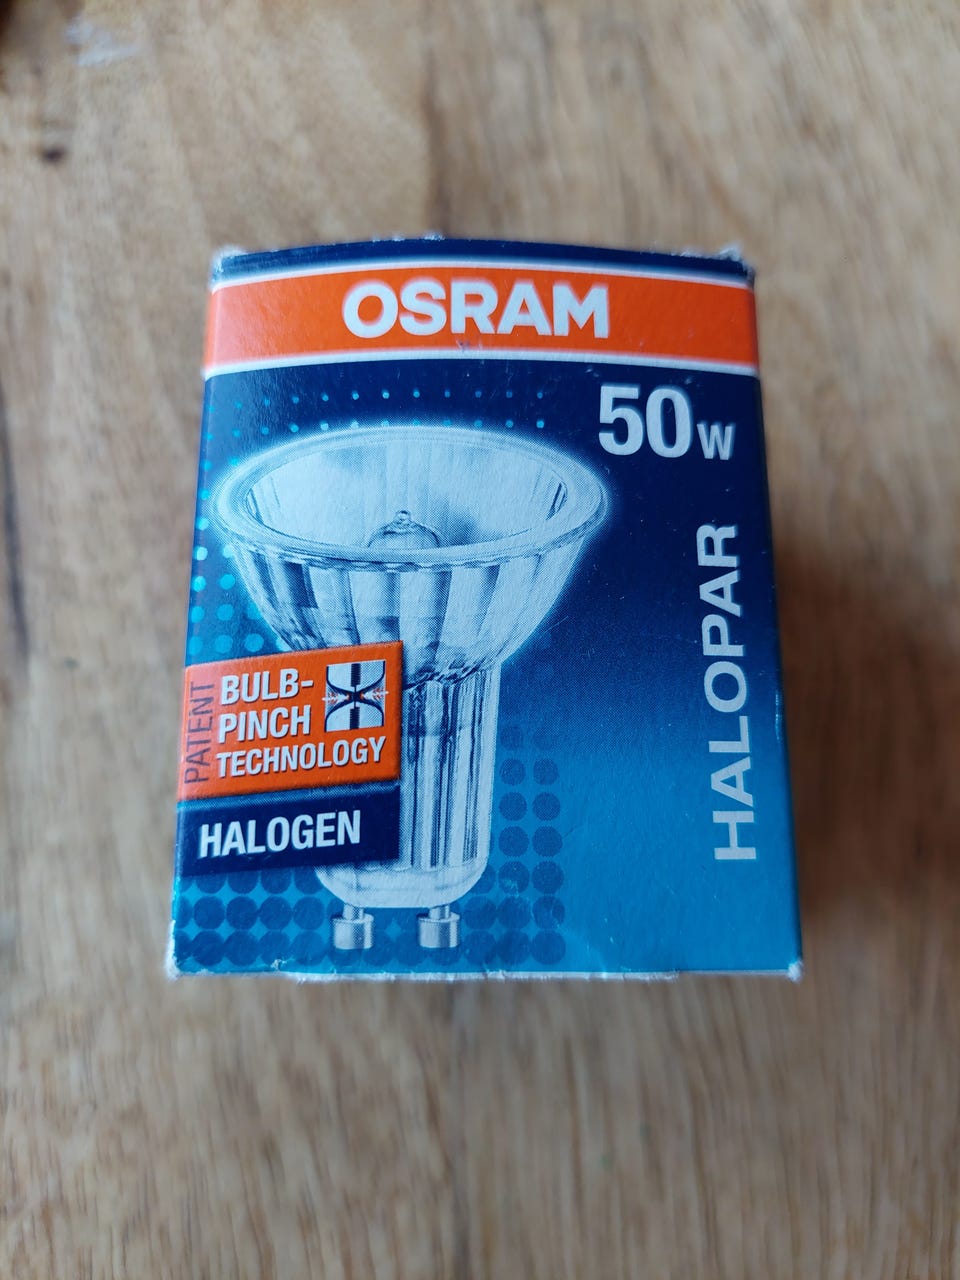 OSRAM
50W
HALOPAR
PATENT
BULB-
PINCH
TECHNOLOGY
HALOGEN